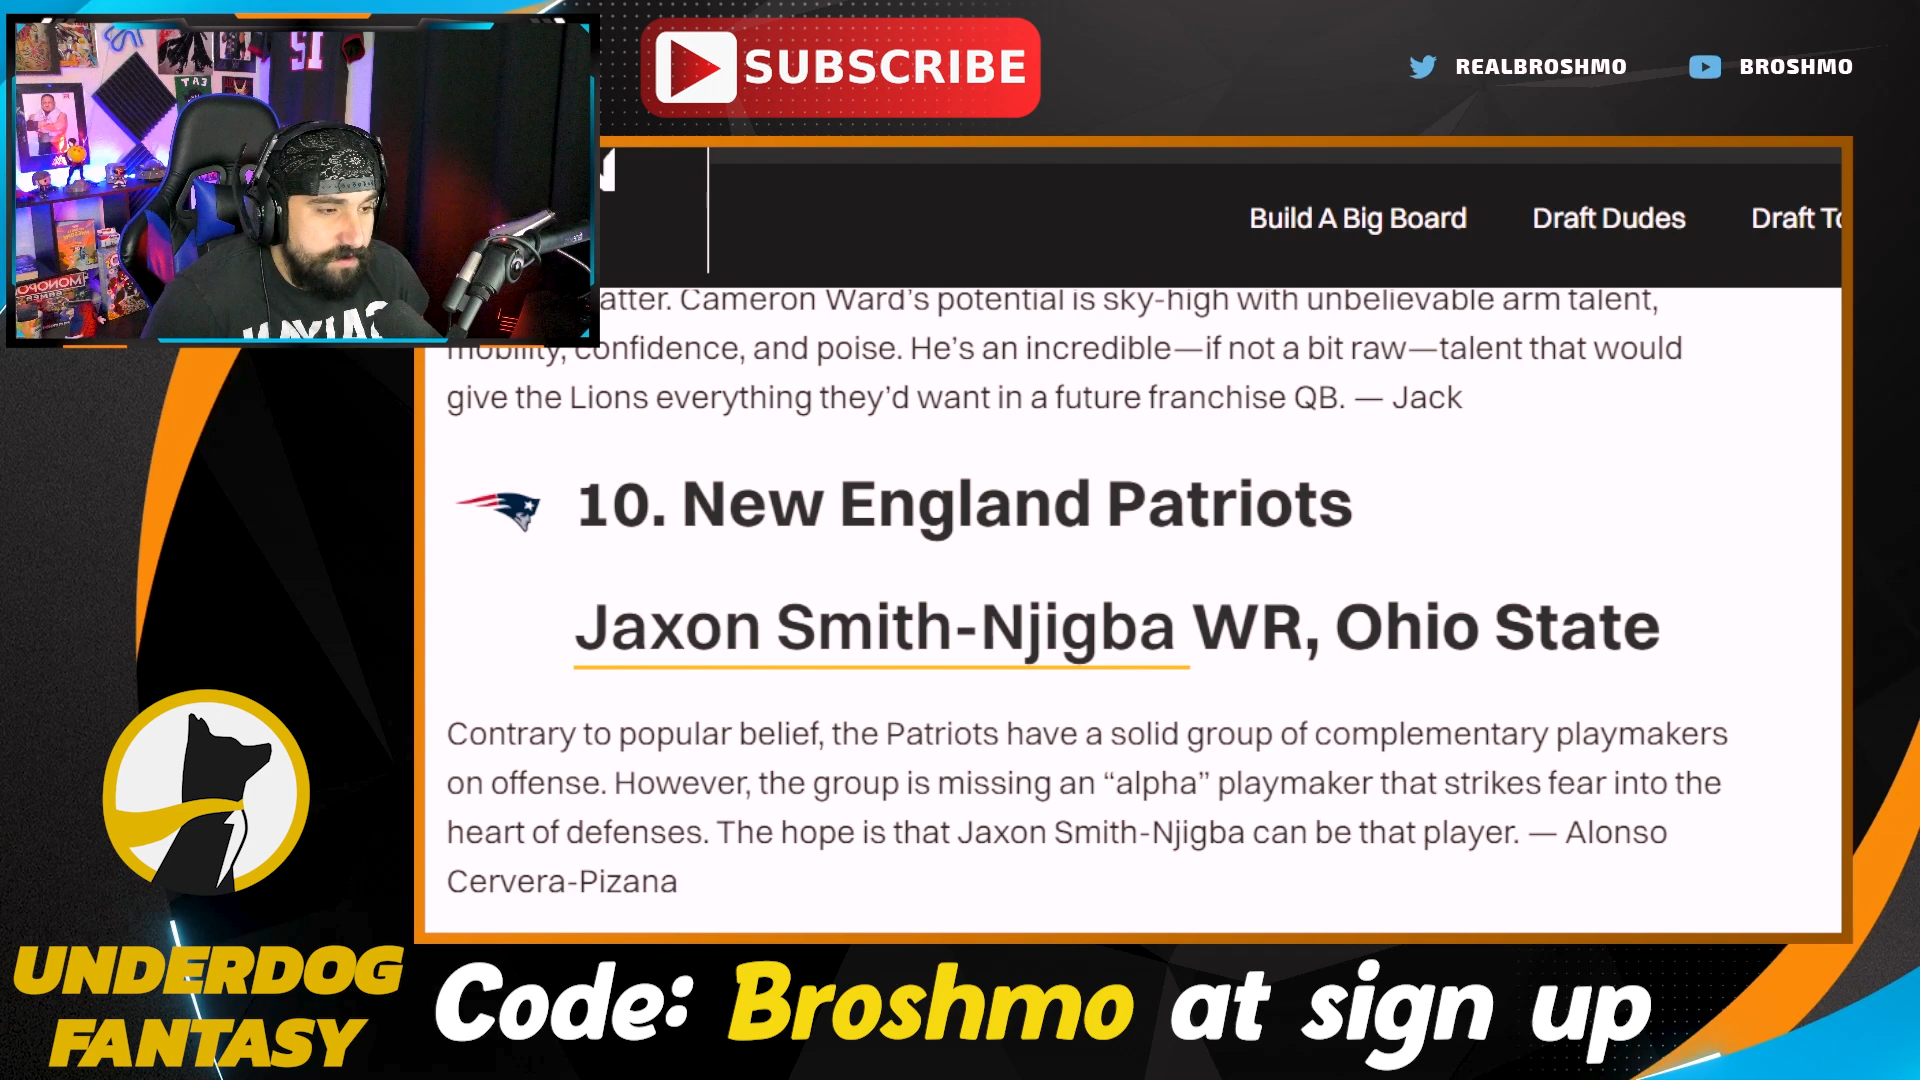 SUBSCRIBE
REALBROSHMO
BROSHMO
Build A Big Board
Draft Dudes
atter. Cameron Ward’s potential is sky-high with unbelievable arm talent,
mobility, confidence, and poise. He’s an incredible—if not a bit raw—talent that would
give the Lions everything they’d want in a future franchise QB. — Jack
10. New England Patriots
Jaxon Smith-Njigba WR, Ohio State
Contrary to popular belief, the Patriots have a solid group of complementary playmakers
on offense. However, the group is missing an “alpha” playmaker that strikes fear into the
heart of defenses. The hope is that Jaxon Smith-Njigba can be that player. — Alonso
Cervera-Pizana
UNDERDOG
FANTASY
Code: Broshmo at sign up